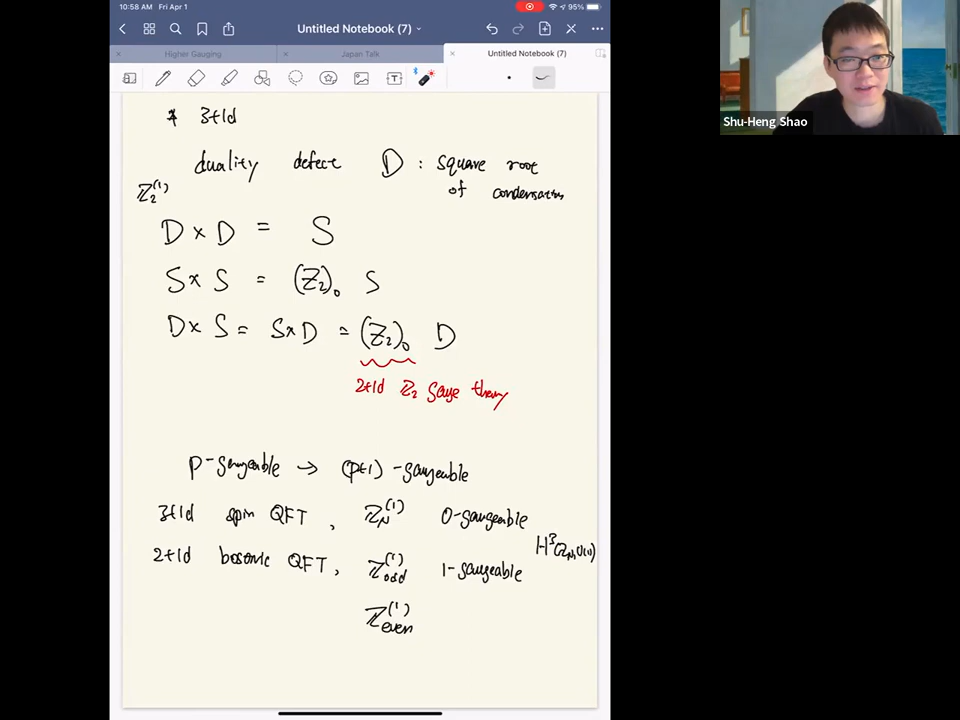 10:58 AM Fri Apr 1
95%
Untitled Notebook (7)
Higher Gauging
Japan Talk
Untitled Notebook (7)
* 3+1d
duality defect D : square root
of condensation
ℤ₂⁽¹⁾
D × D = S
S × S = (ℤ₂)₀ S
D × S = S × D = (ℤ₂)₀ D
2+1d ℤ₂ gauge theory
p-gaugeable → (p+1)-gaugeable
3+1d spin QFT, ℤ_N⁽¹⁾ 0-gaugeable
2+1d bosonic QFT, ℤ_odd⁽¹⁾ 1-gaugeable
H³(ℤ_N,U(1))
ℤ_even⁽¹⁾
Shu-Heng Shao